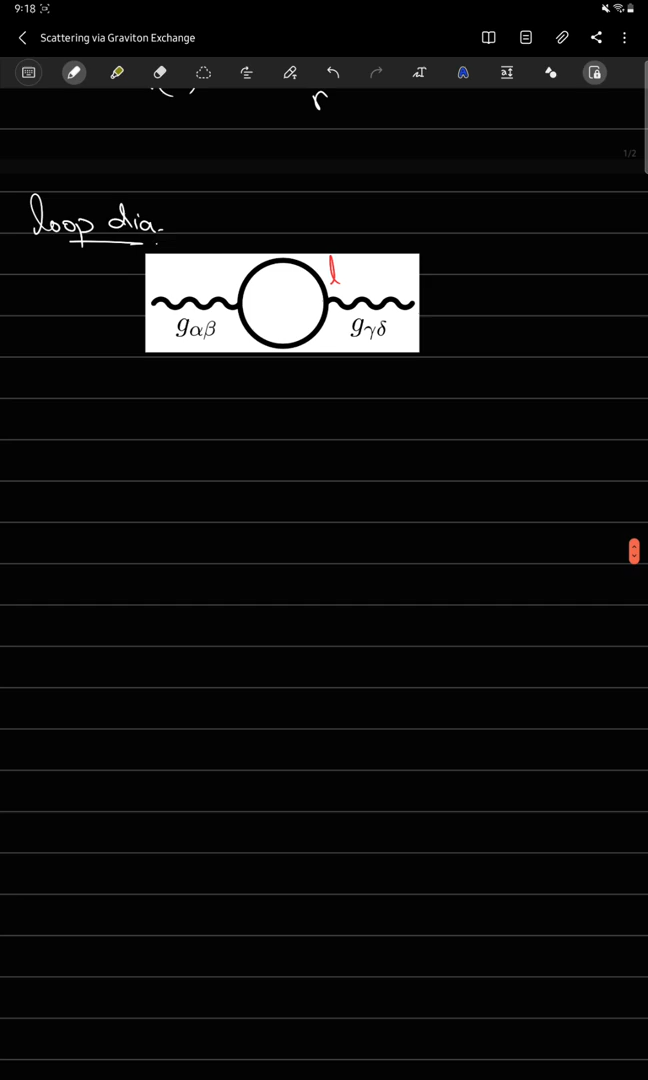 9:18
Scattering via Graviton Exchange
r
1/2
loop dia.
l
gαβ gγδ